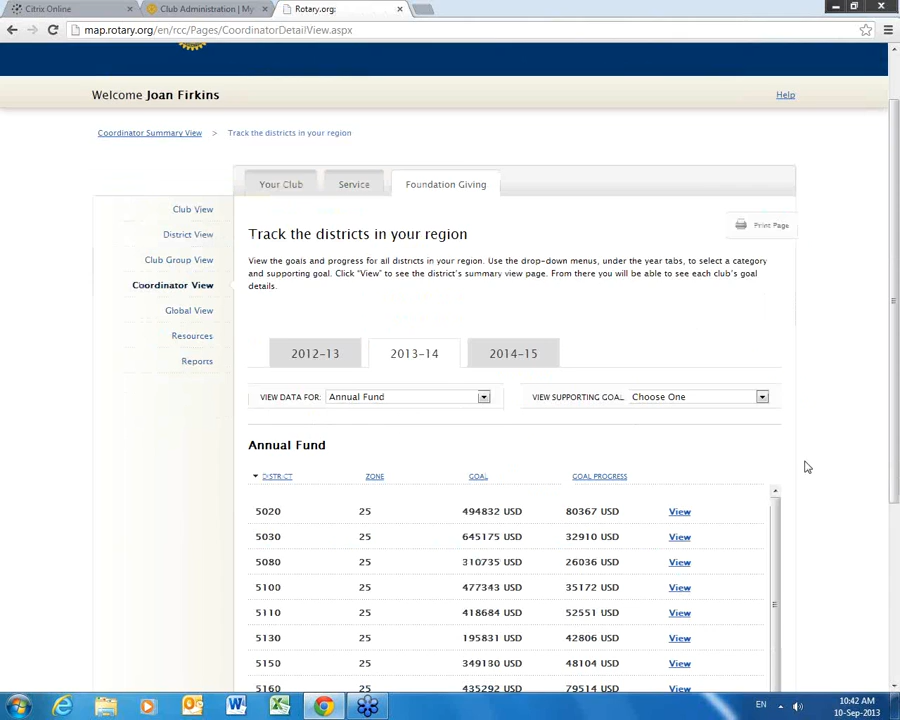 Citrix Online
Club Administration | My
Rotary.org:
map.rotary.org/en/rcc/Pages/CoordinatorDetailView.aspx
Welcome Joan Firkins
Help
Coordinator Summary View > Track the districts in your region
Your Club
Service
Foundation Giving
Club View
District View
Club Group View
Coordinator View
Global View
Resources
Reports
Track the districts in your region
Print Page
View the goals and progress for all districts in your region. Use the drop-down menus, under the year tabs, to select a category
and supporting goal. Click "View" to see the district's summary view page. From there you will be able to see each club's goal
details.
2012-13
2013-14
2014-15
VIEW DATA FOR: Annual Fund
VIEW SUPPORTING GOAL Choose One
Annual Fund
DISTRICT ZONE GOAL GOAL PROGRESS
5020 25 494832 USD 80367 USD View
5030 25 645175 USD 32910 USD View
5080 25 310735 USD 26036 USD View
5100 25 477343 USD 35172 USD View
5110 25 418684 USD 52551 USD View
5130 25 195831 USD 42806 USD View
5150 25 349130 USD 48104 USD View
5160 25 435292 USD 79514 USD View
EN
10:42 AM
10-Sep-2013